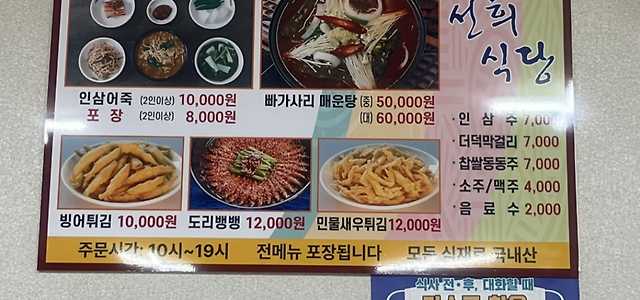 선희
식당
인삼어죽 (2인이상) 10,000원
포장 (2인이상) 8,000원
빠가사리 매운탕 (중) 50,000원
(대) 60,000원
· 인삼주 7,000
· 더덕막걸리 7,000
· 찹쌀동동주 7,000
· 소주/맥주 4,000
· 음료수 2,000
빙어튀김 10,000원
도리뱅뱅 12,000원
민물새우튀김 12,000원
주문시간: 10시~19시 전메뉴 포장됩니다 모든 식재료 국내산
식사 전·후, 대화할 때